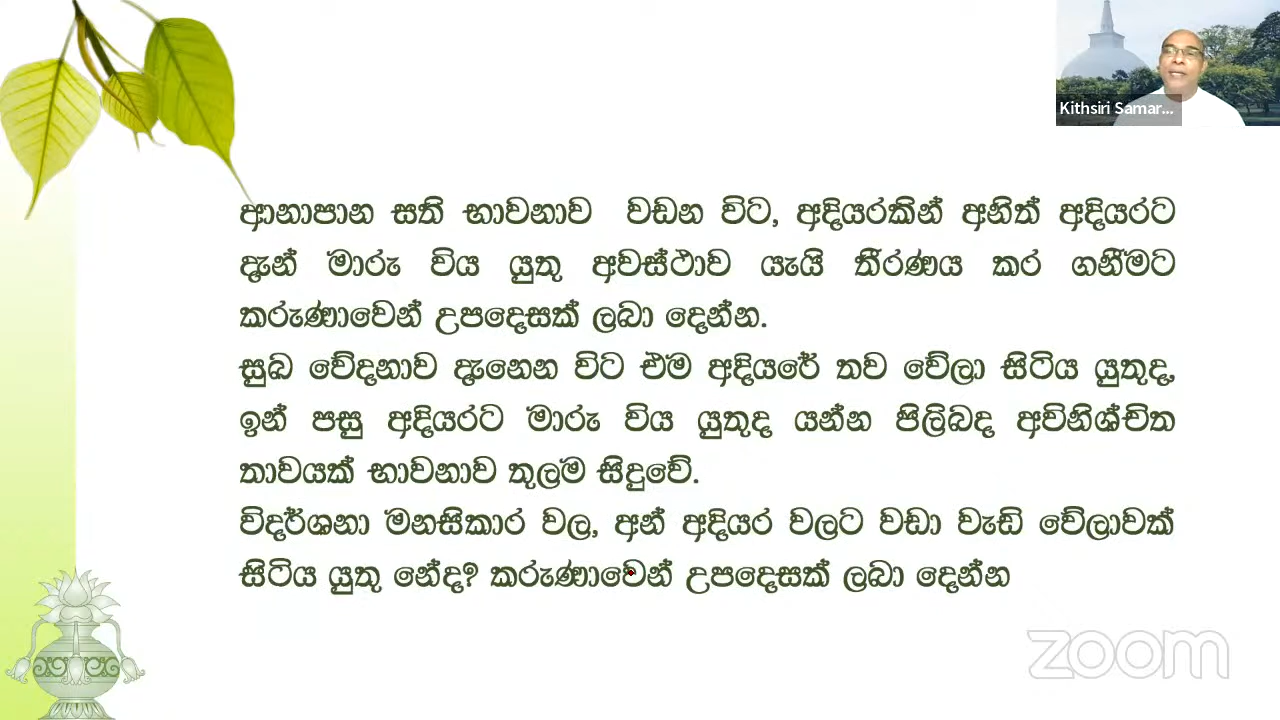 Kithsiri Samar...
ආනාපාන සති භාවනාව වඩන විට, අදියරකින් අනිත් අදියරට
දැන් මාරු විය යුතු අවස්ථාව යැයි තීරණය කර ගනීමට
කරුණාවෙන් උපදෙසක් ලබා දෙන්න.
සුඛ වේදනාව දැනෙන විට එම අදියරේ තව වේලා සිටිය යුතුද,
ඉන් පසු අදියරට මාරු විය යුතුද යන්න පිලිබද අවිනිශ්චිත
තාවයක් භාවනාව තුලම සිදුවේ.
විදර්ශනා මනසිකාර වල, අන් අදියර වලට වඩා වැඩි වේලාවක්
සිටිය යුතු නේද? කරුණාවෙන් උපදෙසක් ලබා දෙන්න
zoom